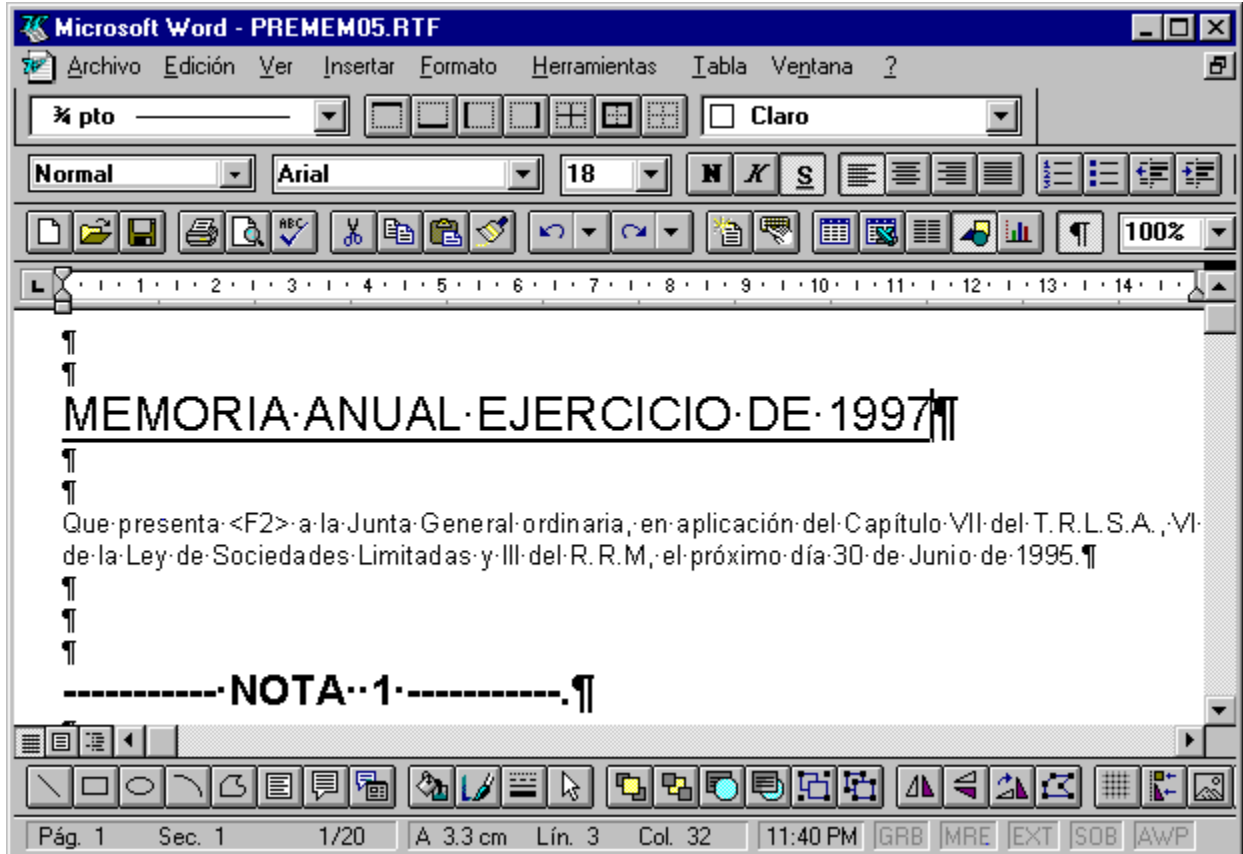 Microsoft Word - PREMEM05.RTF
Archivo Edición Ver Insertar Formato Herramientas Tabla Ventana ?
¾ pto Claro
Normal Arial 18 N K S
ABC 100%
1 2 3 4 5 6 7 8 9 10 11 12 13 14
¶
¶
MEMORIA·ANUAL·EJERCICIO·DE·1997¶
¶
¶
Que·presenta·<F2>·a·la·Junta·General·ordinaria,·en·aplicación·del·Capítulo·VII·del·T.R.L.S.A.,·VI·
de·la·Ley·de·Sociedades·Limitadas·y·III·del·R.R.M,·el·próximo·día·30·de·Junio·de·1995.¶
¶
¶
¶
-----------·NOTA··1·-----------.¶
Pág. 1 Sec. 1 1/20 A 3.3 cm Lín. 3 Col. 32 11:40 PM GRB MRE EXT SOB AWP